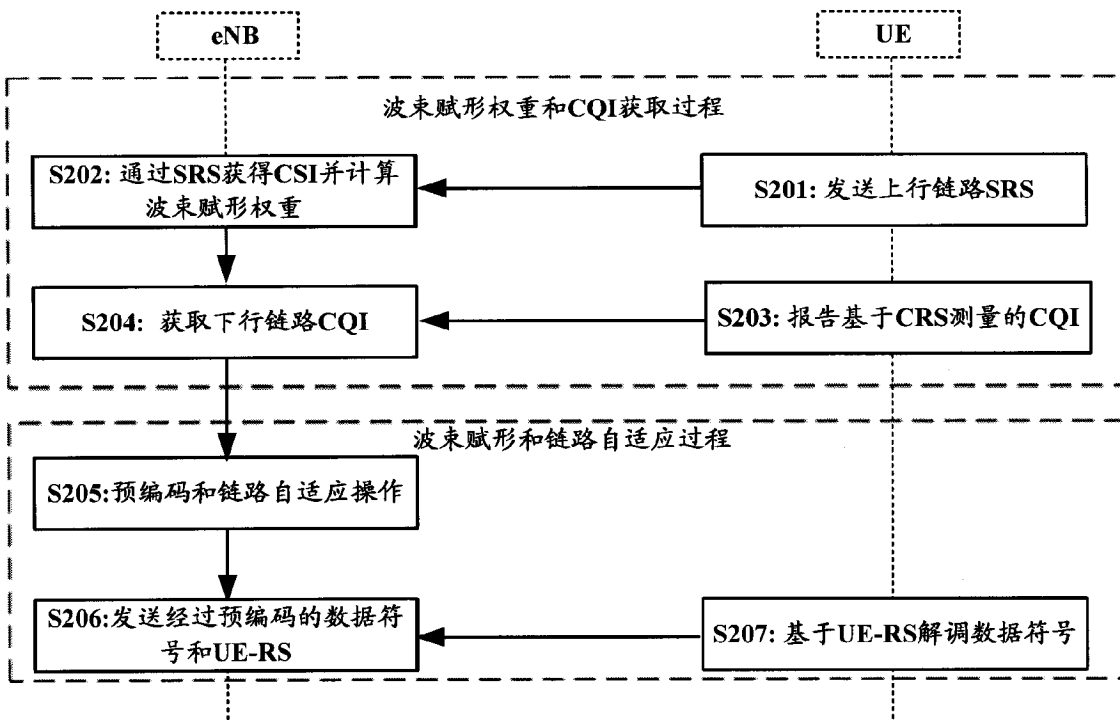 eNB
UE
波束赋形权重和CQI获取过程
S202: 通过SRS获得CSI并计算
波束赋形权重
S201: 发送上行链路SRS
S204: 获取下行链路CQI
S203: 报告基于CRS测量的CQI
波束赋形和链路自适应过程
S205:预编码和链路自适应操作
S206:发送经过预编码的数据符
号和UE-RS
S207: 基于UE-RS解调数据符号